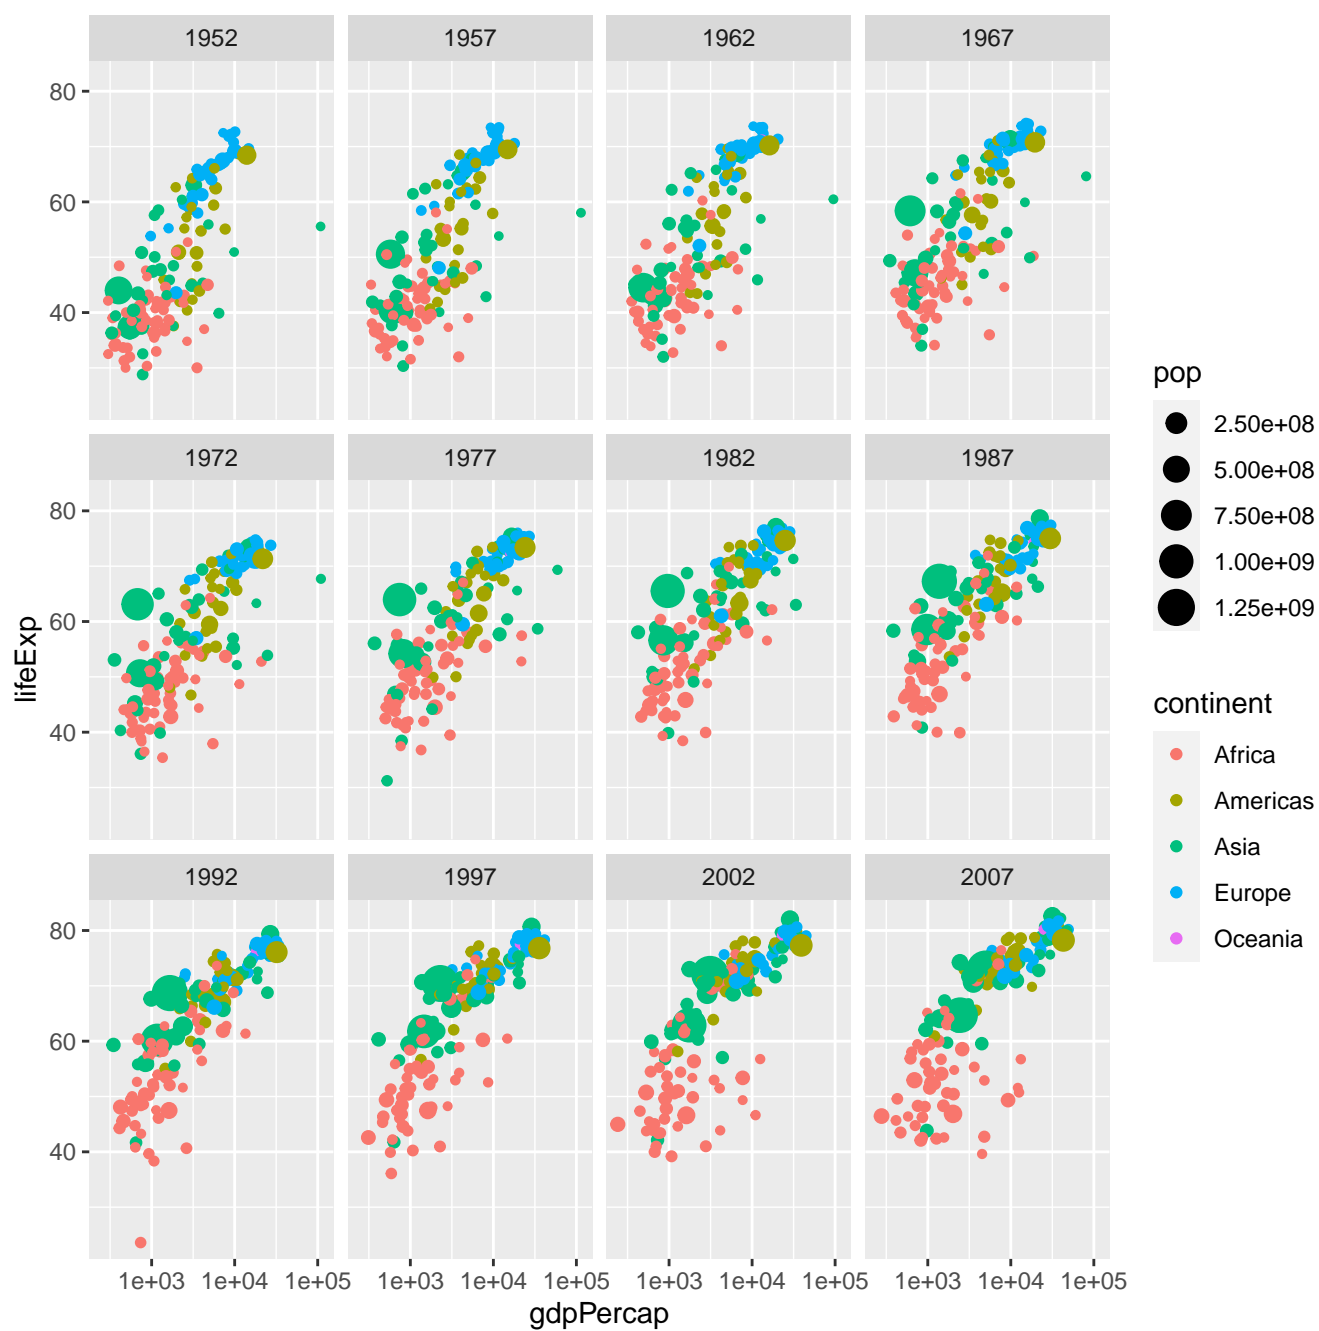 1952 1957 1962 1967
80
60
40
1972 1977 1982 1987
80
60
40
1992 1997 2002 2007
80
60
40
1e+03 1e+04 1e+05 1e+03 1e+04 1e+05 1e+03 1e+04 1e+05 1e+03 1e+04 1e+05
gdpPercap
lifeExp
pop
2.50e+08
5.00e+08
7.50e+08
1.00e+09
1.25e+09
continent
Africa
Americas
Asia
Europe
Oceania